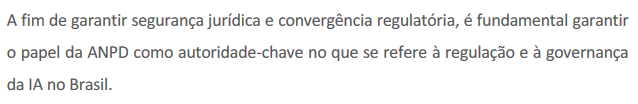 A fim de garantir segurança jurídica e convergência regulatória, é fundamental garantir
o papel da ANPD como autoridade-chave no que se refere à regulação e à governança
da IA no Brasil.